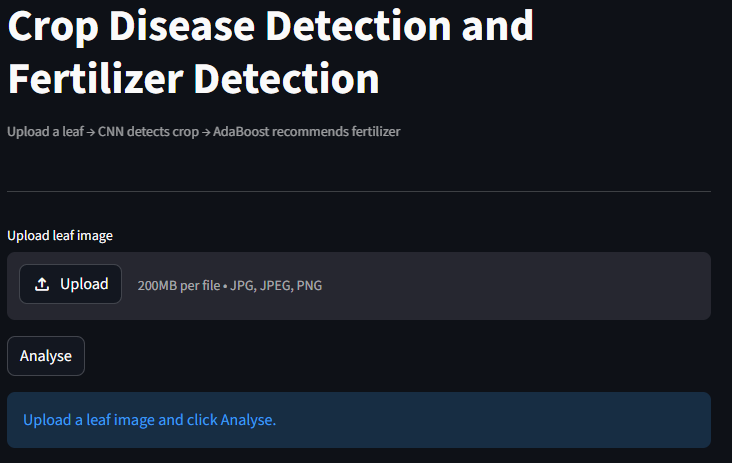 Crop Disease Detection and
Fertilizer Detection
Upload a leaf → CNN detects crop → AdaBoost recommends fertilizer
Upload leaf image
Upload
200MB per file • JPG, JPEG, PNG
Analyse
Upload a leaf image and click Analyse.